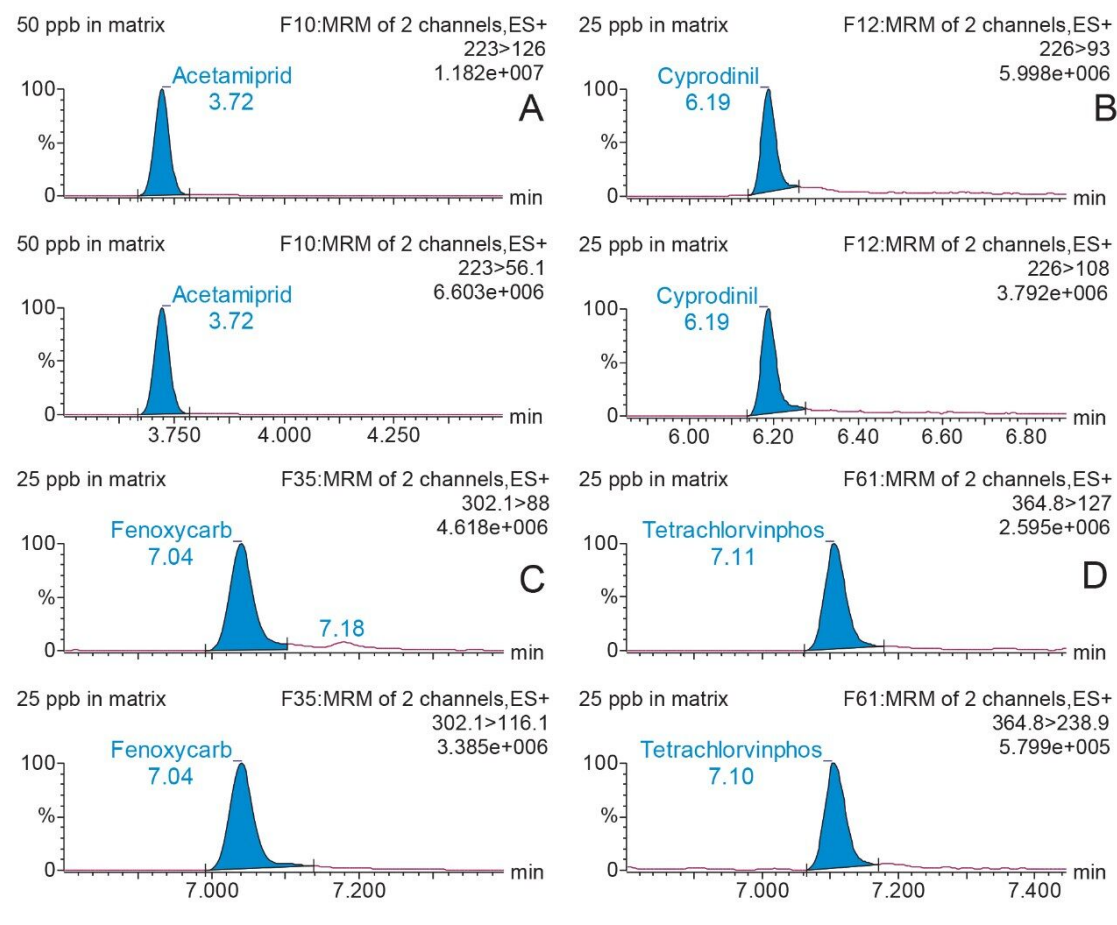 50 ppb in matrix F10:MRM of 2 channels,ES+
223>126
1.182e+007
Acetamiprid
3.72
A
100
%
0
min
25 ppb in matrix F12:MRM of 2 channels,ES+
226>93
5.998e+006
Cyprodinil
6.19
B
100
%
0
min
50 ppb in matrix F10:MRM of 2 channels,ES+
223>56.1
6.603e+006
Acetamiprid
3.72
100
%
0
min
3.750 4.000 4.250
25 ppb in matrix F12:MRM of 2 channels,ES+
226>108
3.792e+006
Cyprodinil
6.19
100
%
0
min
6.00 6.20 6.40 6.60 6.80
25 ppb in matrix F35:MRM of 2 channels,ES+
302.1>88
4.618e+006
Fenoxycarb
7.04
C
100
%
7.18
0
min
25 ppb in matrix F61:MRM of 2 channels,ES+
364.8>127
2.595e+006
Tetrachlorvinphos
7.11
D
100
%
0
min
25 ppb in matrix F35:MRM of 2 channels,ES+
302.1>116.1
3.385e+006
Fenoxycarb
7.04
100
%
0
min
7.000 7.200
25 ppb in matrix F61:MRM of 2 channels,ES+
364.8>238.9
5.799e+005
Tetrachlorvinphos
7.10
100
%
0
min
7.000 7.200 7.400